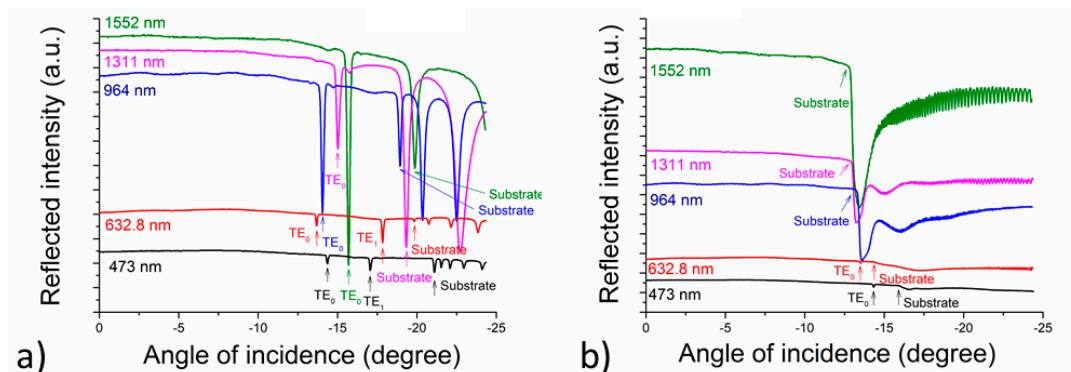 1552 nm
1311 nm
964 nm
632.8 nm
473 nm
TE0
Substrate
Substrate
TE0
TE0
TE1
Substrate
Substrate
Substrate
TE0
TE0
TE1
0
-5
-10
-15
-20
-25
Reflected intensity (a.u.)
Angle of incidence (degree)
a)
1552 nm
Substrate
1311 nm
Substrate
964 nm
Substrate
632.8 nm
TE0
Substrate
473 nm
TE0
Substrate
0
-5
-10
-15
-20
-25
Reflected intensity (a.u.)
Angle of incidence (degree)
b)